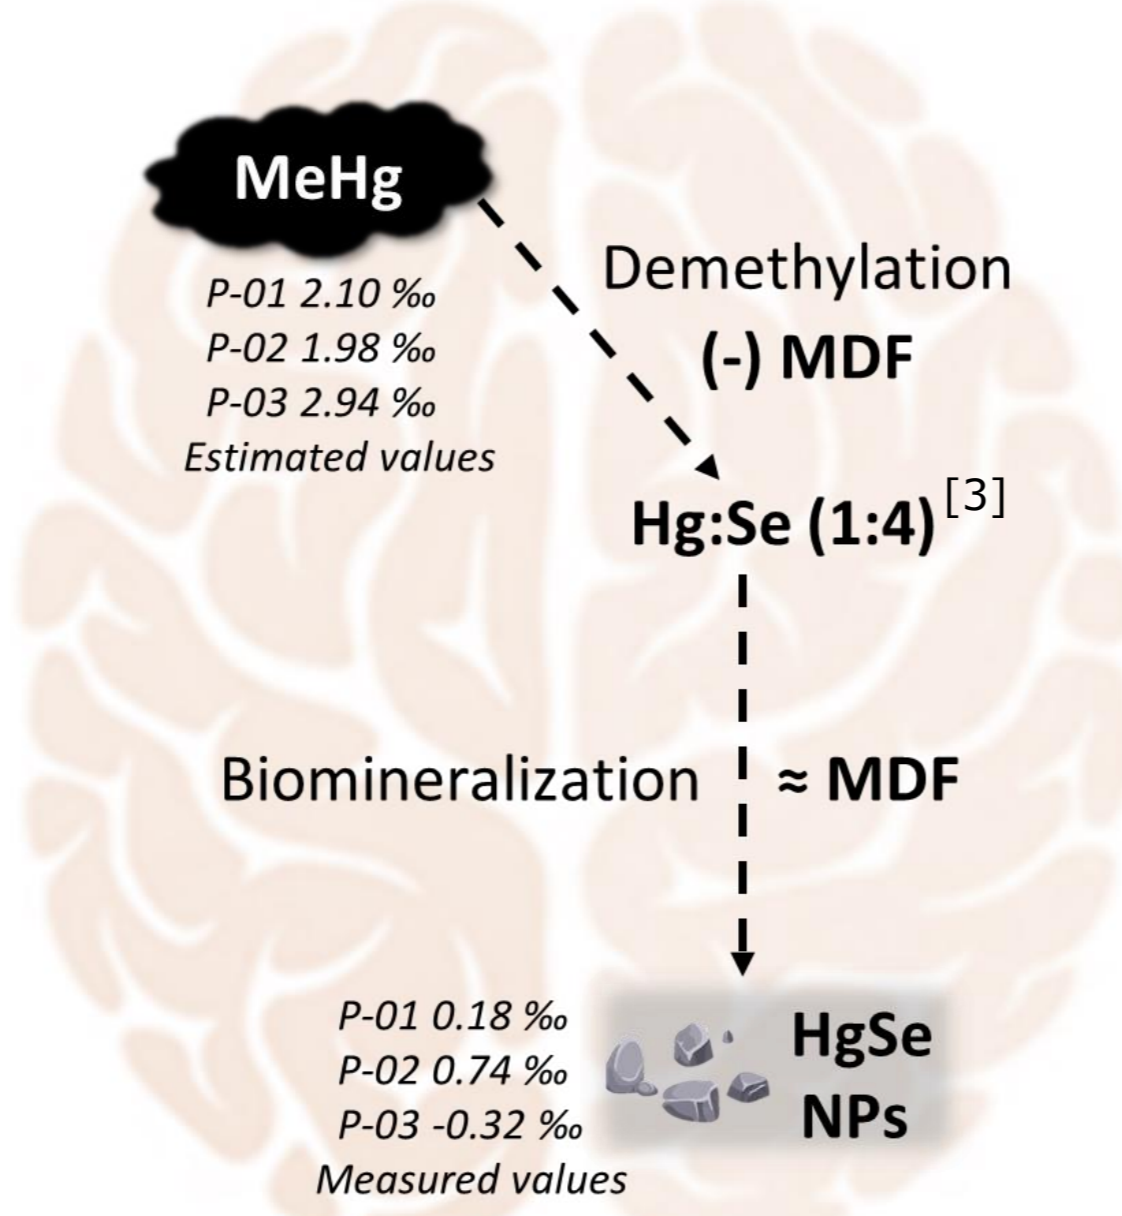 MeHg
P-01 2.10 ‰
P-02 1.98 ‰
P-03 2.94 ‰
Estimated values
Demethylation
(-) MDF
Hg:Se (1:4) [3]
Biomineralization
≈ MDF
P-01 0.18 ‰
P-02 0.74 ‰
P-03 -0.32 ‰
Measured values
HgSe
NPs